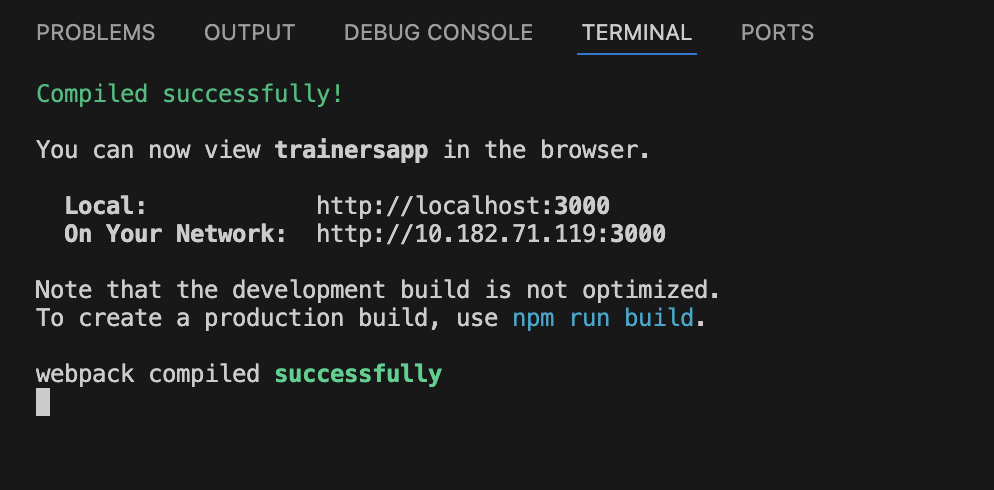 PROBLEMS OUTPUT DEBUG CONSOLE TERMINAL PORTS
Compiled successfully!
You can now view trainersapp in the browser.
Local: http://localhost:3000
On Your Network: http://10.182.71.119:3000
Note that the development build is not optimized.
To create a production build, use npm run build.
webpack compiled successfully